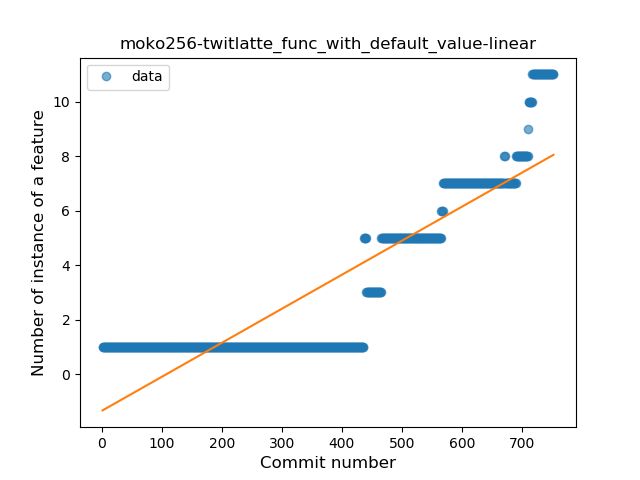 moko256-twitlatte_func_with_default_value-linear
data
Number of instance of a feature
10
8
6
4
2
0
0 100 200 300 400 500 600 700
Commit number